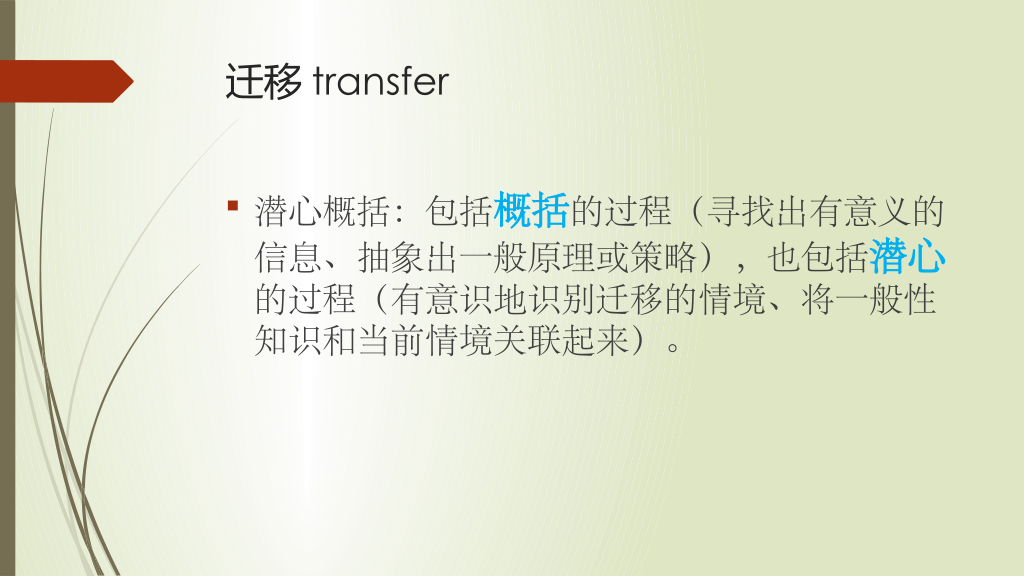 迁移 transfer
潜心概括：包括概括的过程（寻找出有意义的
信息、抽象出一般原理或策略），也包括潜心
的过程（有意识地识别迁移的情境、将一般性
知识和当前情境关联起来）。